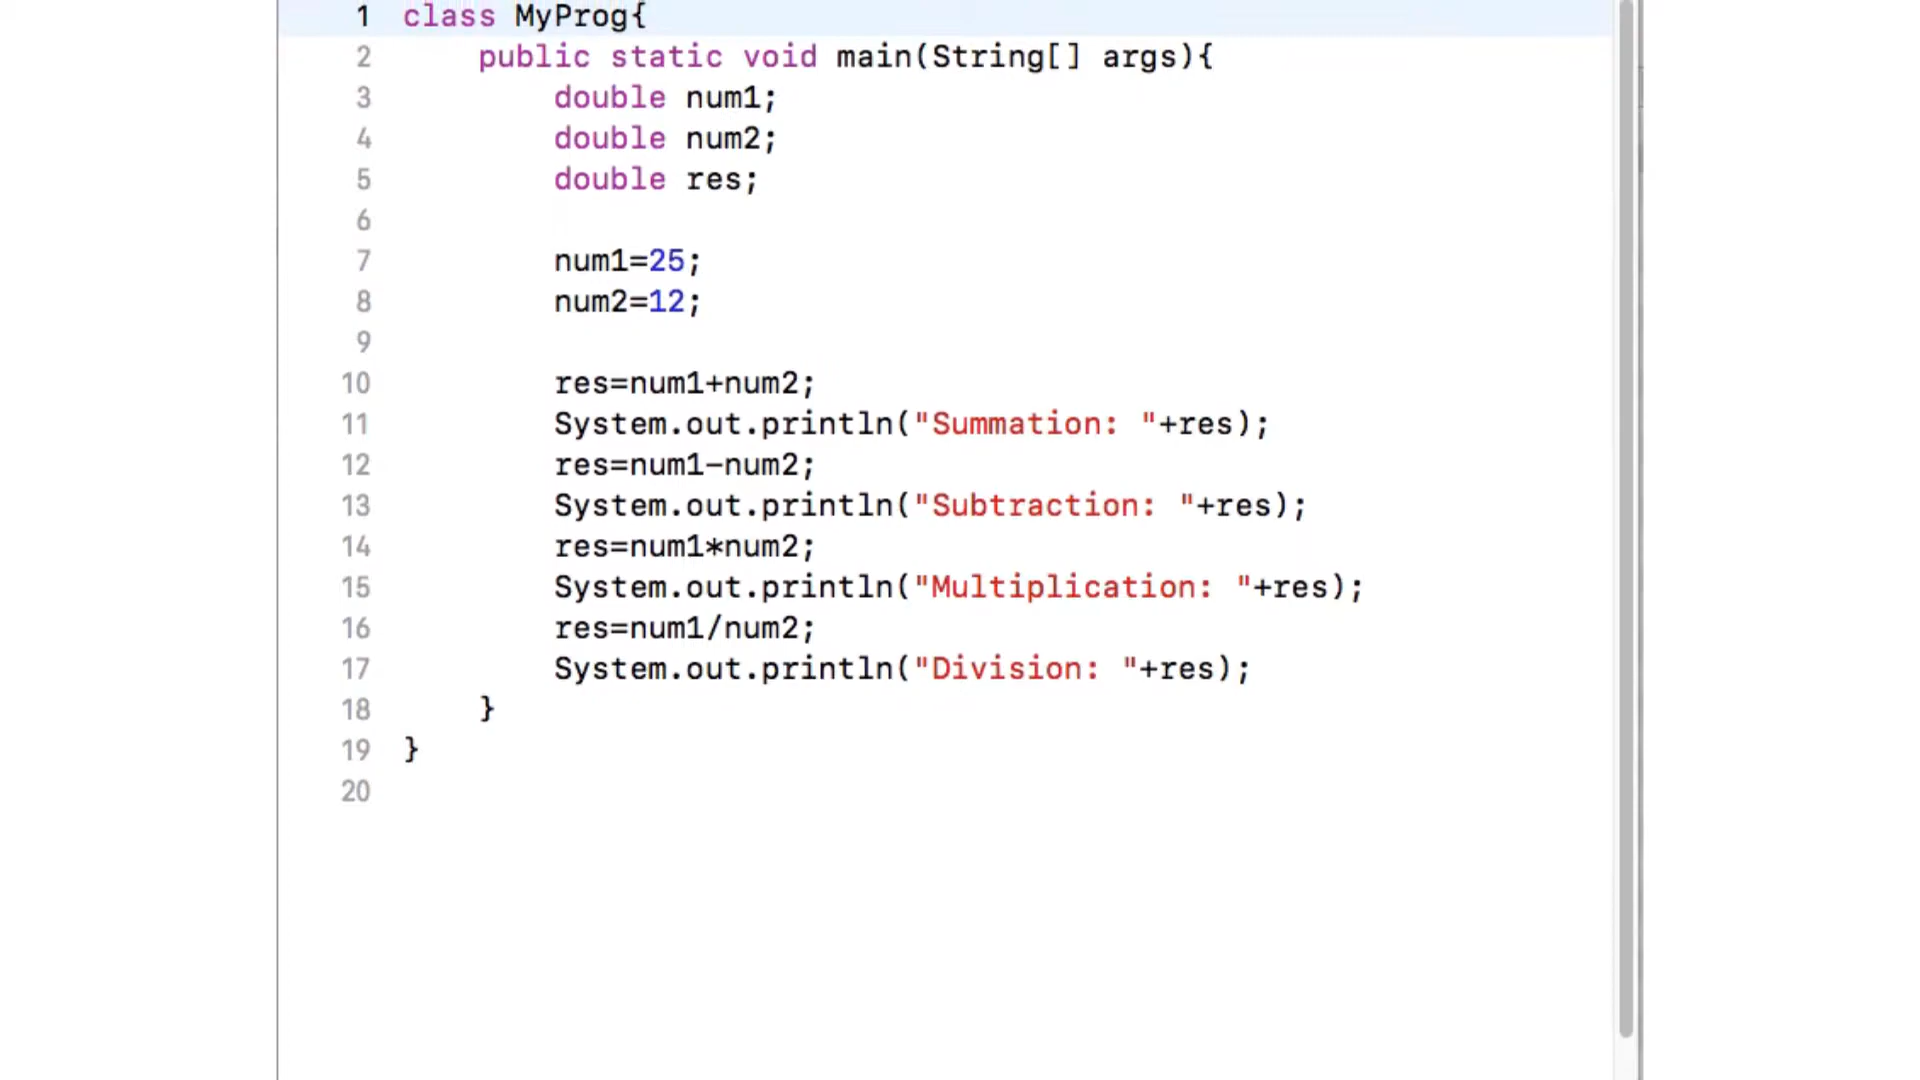 1 class MyProg{
2 public static void main(String[] args){
3 double num1;
4 double num2;
5 double res;
6
7 num1=25;
8 num2=12;
9
10 res=num1+num2;
11 System.out.println("Summation: "+res);
12 res=num1-num2;
13 System.out.println("Subtraction: "+res);
14 res=num1*num2;
15 System.out.println("Multiplication: "+res);
16 res=num1/num2;
17 System.out.println("Division: "+res);
18 }
19 }
20